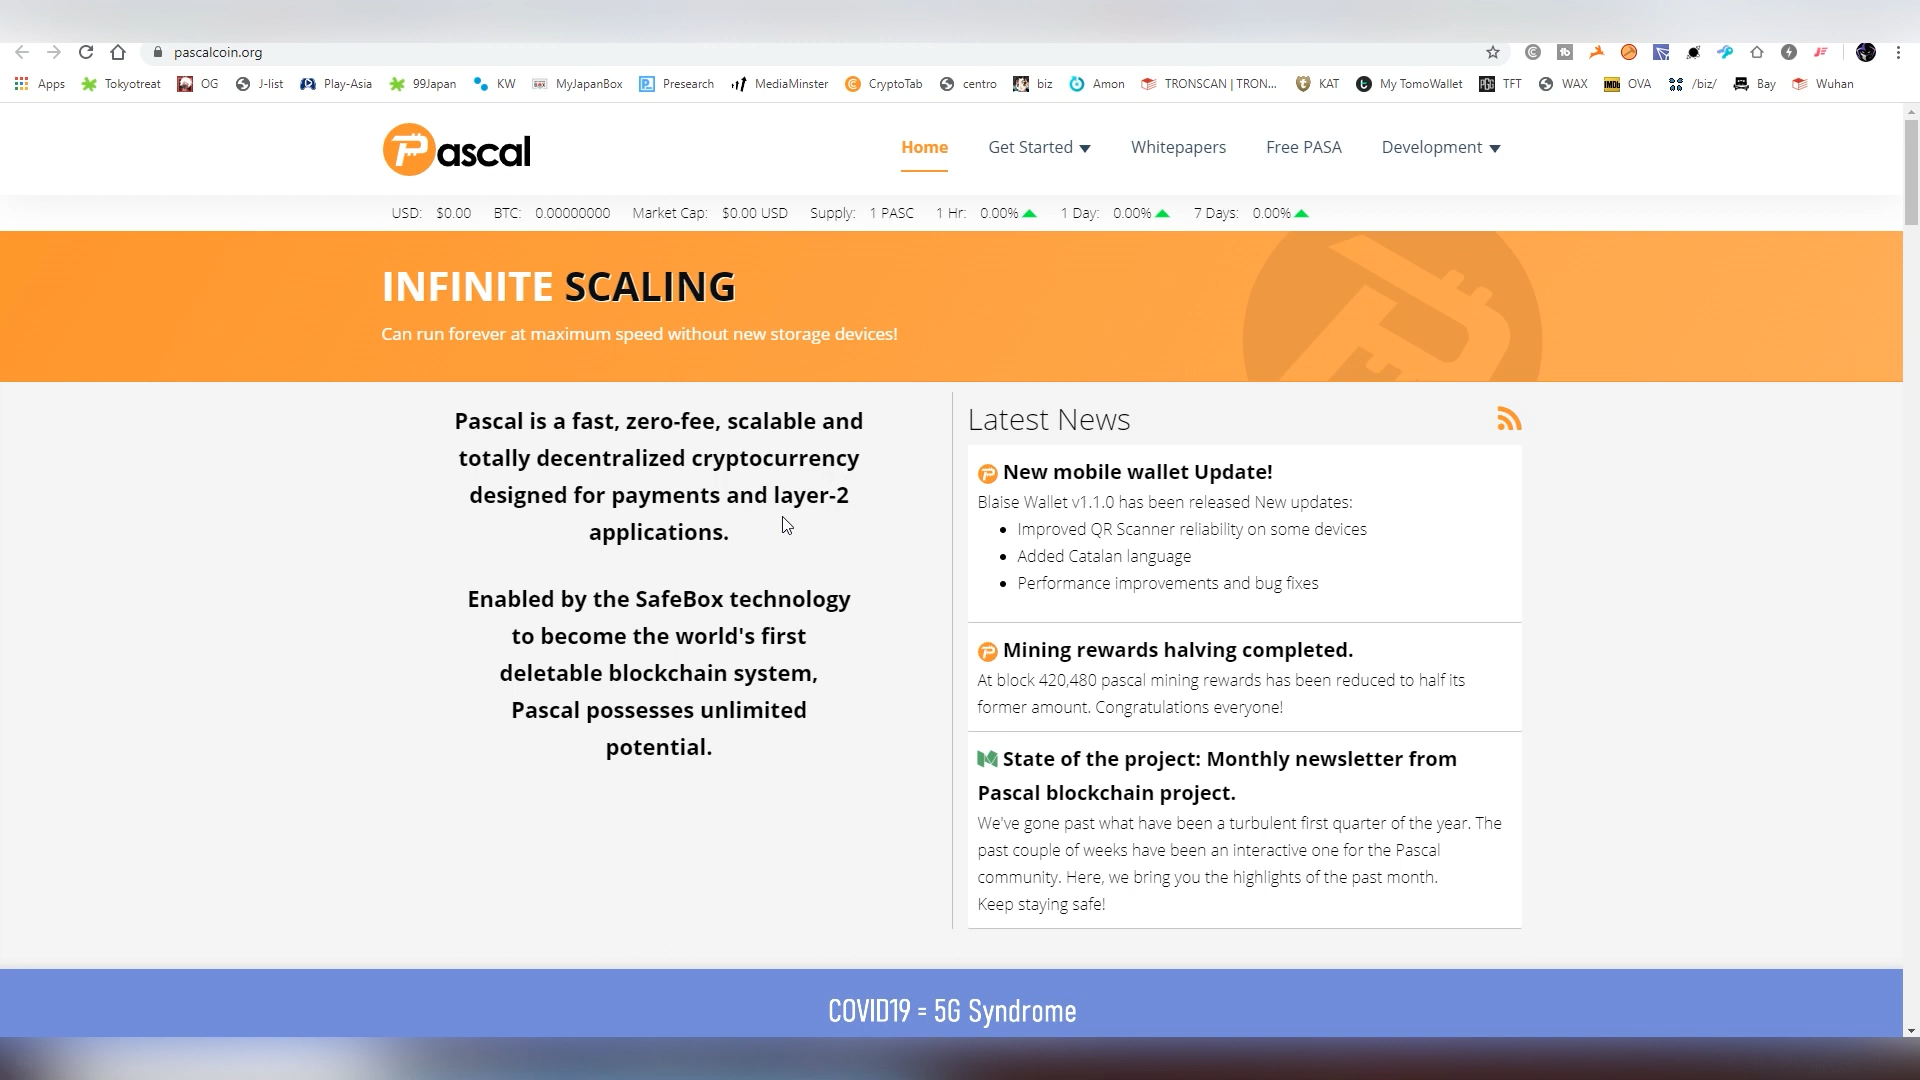 pascalcoin.org
Apps Tokyotreat OG J-list Play-Asia 99Japan KW MyJapanBox Presearch MediaMinster CryptoTab centro biz Amon TRONSCAN | TRON... KAT My TomoWallet TFT WAX OVA /biz/ Bay Wuhan
Pascal
Home Get Started Whitepapers Free PASA Development
USD: $0.00 BTC: 0.00000000 Market Cap: $0.00 USD Supply: 1 PASC 1 Hr: 0.00% 1 Day: 0.00% 7 Days: 0.00%
INFINITE SCALING
Can run forever at maximum speed without new storage devices!
Pascal is a fast, zero-fee, scalable and
totally decentralized cryptocurrency
designed for payments and layer-2
applications.
Enabled by the SafeBox technology
to become the world's first
deletable blockchain system,
Pascal possesses unlimited
potential.
Latest News
New mobile wallet Update!
Blaise Wallet v1.1.0 has been released New updates:
Improved QR Scanner reliability on some devices
Added Catalan language
Performance improvements and bug fixes
Mining rewards halving completed.
At block 420,480 pascal mining rewards has been reduced to half its
former amount. Congratulations everyone!
State of the project: Monthly newsletter from
Pascal blockchain project.
We've gone past what have been a turbulent first quarter of the year. The
past couple of weeks have been an interactive one for the Pascal
community. Here, we bring you the highlights of the past month.
Keep staying safe!
COVID19 = 5G Syndrome